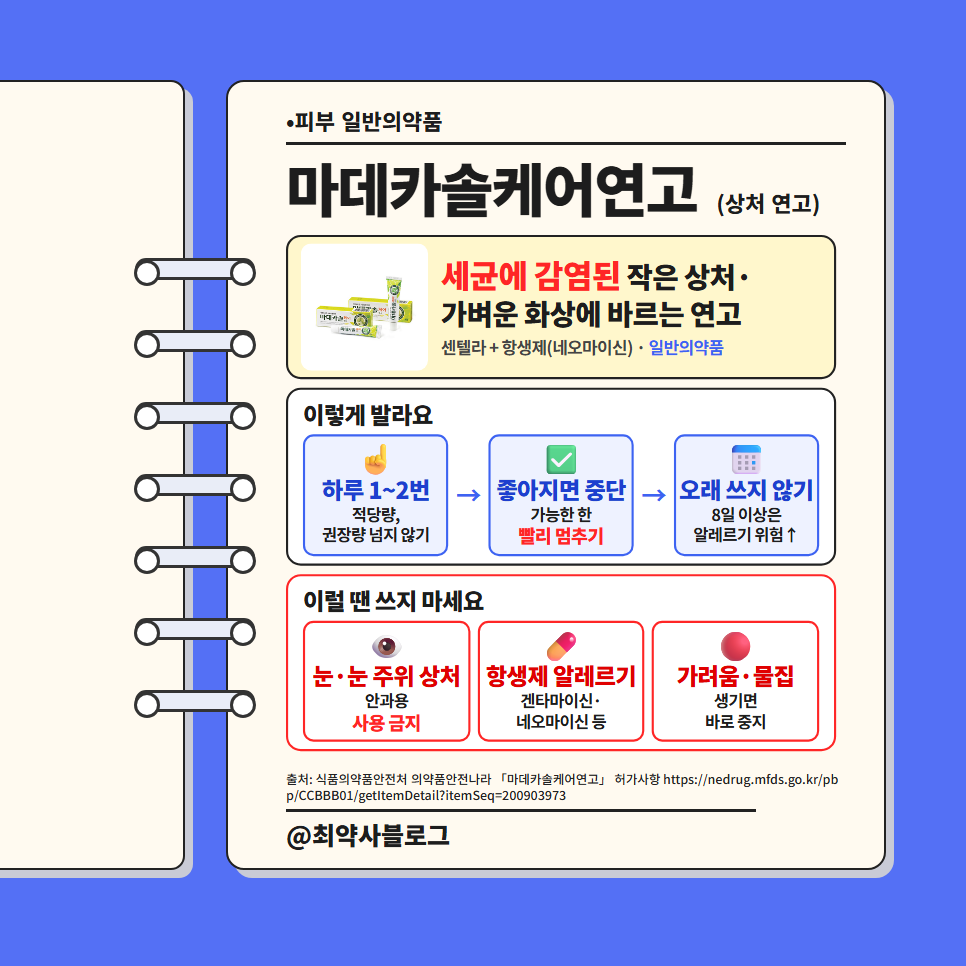 •피부 일반의약품
마데카솔케어연고 (상처 연고)
세균에 감염된 작은 상처·
가벼운 화상에 바르는 연고
센텔라 + 항생제(네오마이신) · 일반의약품
이렇게 발라요
하루 1~2번
적당량,
권장량 넘지 않기
→
좋아지면 중단
가능한 한
빨리 멈추기
→
오래 쓰지 않기
8일 이상은
알레르기 위험↑
이럴 땐 쓰지 마세요
눈·눈 주위 상처
안과용
사용 금지
항생제 알레르기
겐타마이신·
네오마이신 등
가려움·물집
생기면
바로 중지
출처: 식품의약품안전처 의약품안전나라 「마데카솔케어연고」 허가사항 https://nedrug.mfds.go.kr/pb
p/CCBBB01/getItemDetail?itemSeq=200903973
@최약사블로그